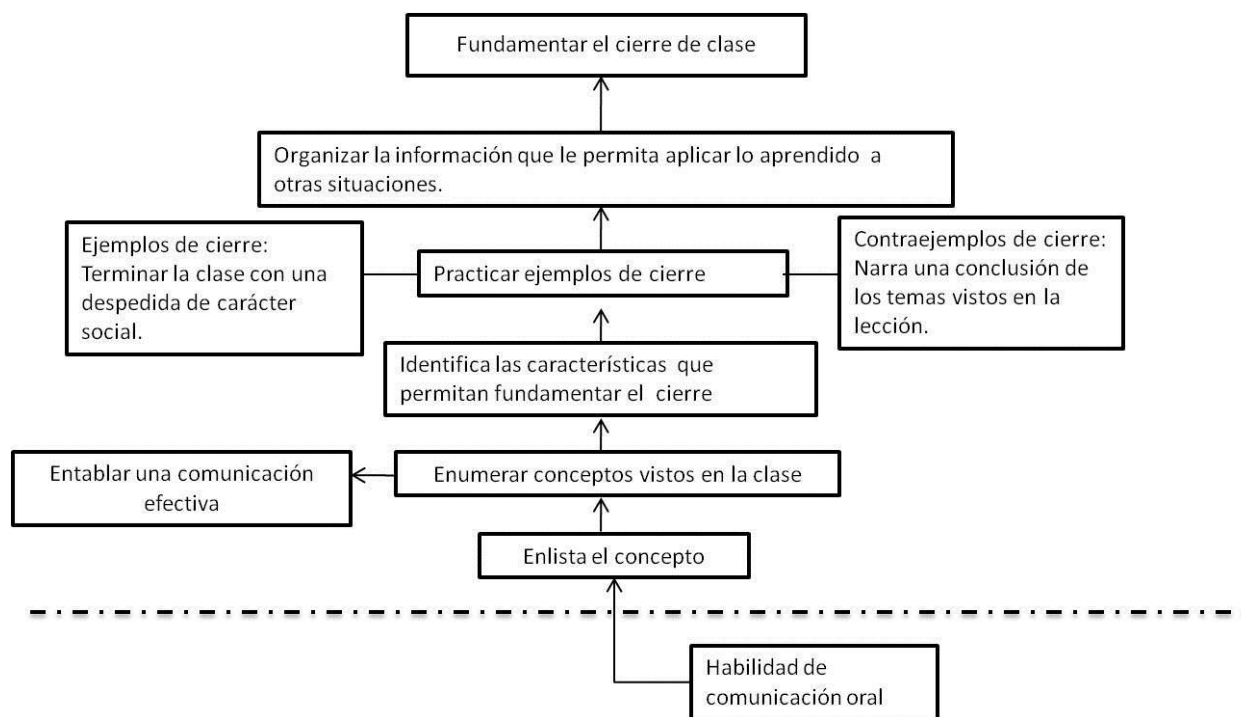 Fundamentar el cierre de clase
Organizar la información que le permita aplicar lo aprendido a
otras situaciones.
Ejemplos de cierre:
Terminar la clase con una
despedida de carácter
social.
Practicar ejemplos de cierre
Contraejemplos de cierre:
Narra una conclusión de
los temas vistos en la
lección.
Identifica las características que
permitan fundamentar el cierre
Entablar una comunicación
efectiva
Enumerar conceptos vistos en la clase
Enlista el concepto
Habilidad de
comunicación oral